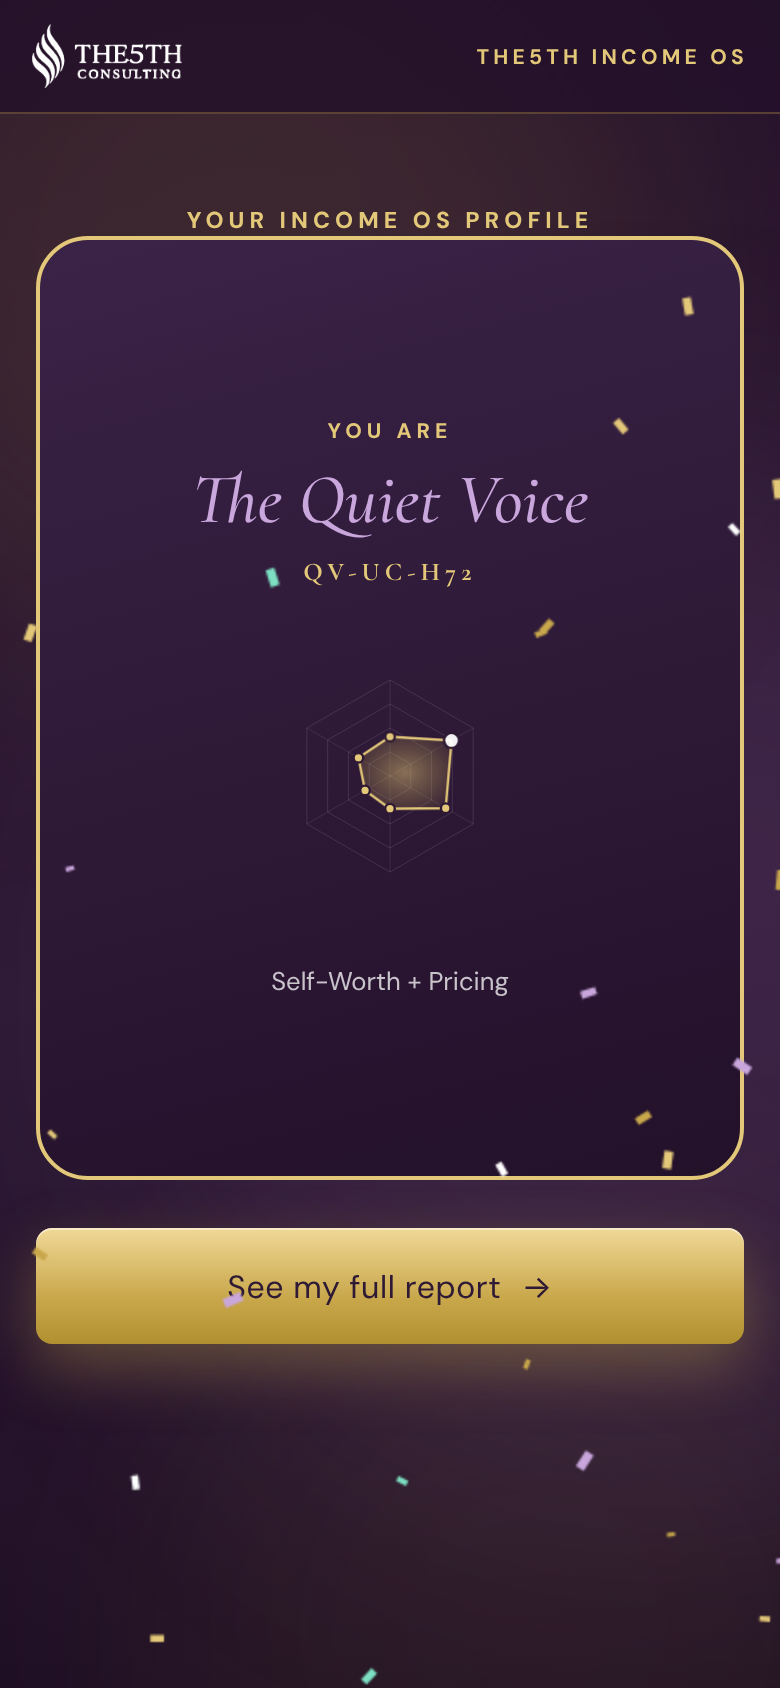 THE5TH
CONSULTING
THE5TH INCOME OS
YOUR INCOME OS PROFILE
YOU ARE
The Quiet Voice
QV-UC-H72
Self-Worth + Pricing
See my full report →